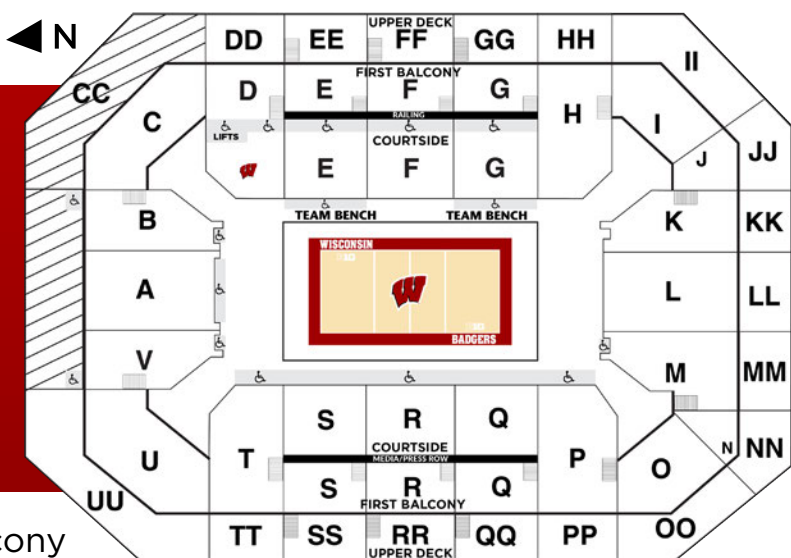 N
UPPER DECK
DD EE FF GG HH
II
FIRST BALCONY
CC
D E F G
C
H
I
RAILING
LIFTS
COURTSIDE
J
JJ
W
E F G
B
TEAM BENCH TEAM BENCH
K
KK
WISCONSIN
B1G
A
W
L
LL
B1G
BADGERS
V
M
MM
S R Q
COURTSIDE
MEDIA/PRESS ROW
U
T
P
O
N
NN
S R Q
FIRST BALCONY
UU
TT SS RR QQ PP
OO
UPPER DECK
cony